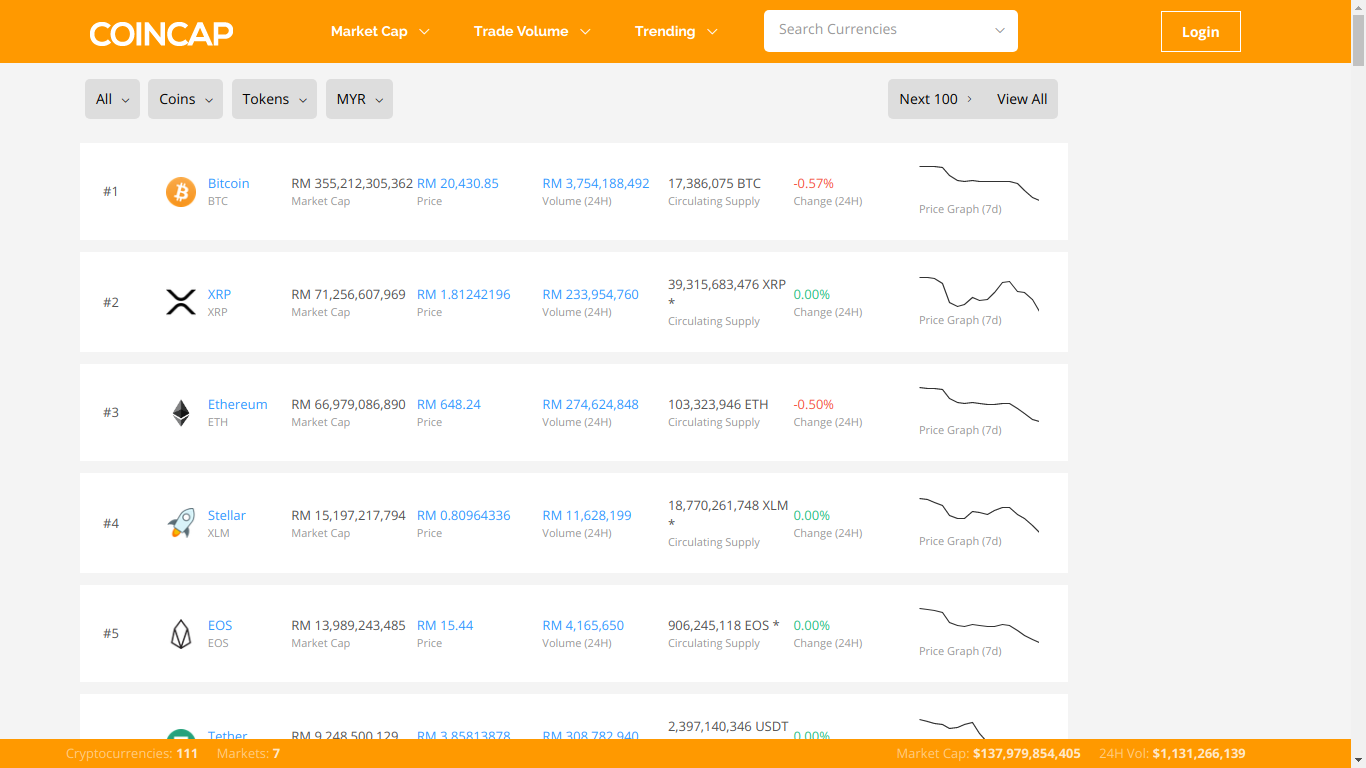 COINCAP Market Cap Trade Volume Trending Search Currencies Login
All Coins Tokens MYR Next 100 View All
#1 Bitcoin RM 355,212,305,362 RM 20,430.85 RM 3,754,188,492 17,386,075 BTC -0.57%
BTC Market Cap Price Volume (24H) Circulating Supply Change (24H) Price Graph (7d)
39,315,683,476 XRP
#2 XRP RM 71,256,607,969 RM 1.81242196 RM 233,954,760 * 0.00%
XRP Market Cap Price Volume (24H) Circulating Supply Change (24H) Price Graph (7d)
#3 Ethereum RM 66,979,086,890 RM 648.24 RM 274,624,848 103,323,946 ETH -0.50%
ETH Market Cap Price Volume (24H) Circulating Supply Change (24H) Price Graph (7d)
18,770,261,748 XLM
#4 Stellar RM 15,197,217,794 RM 0.80964336 RM 11,628,199 * 0.00%
XLM Market Cap Price Volume (24H) Circulating Supply Change (24H) Price Graph (7d)
#5 EOS RM 13,989,243,485 RM 15.44 RM 4,165,650 906,245,118 EOS * 0.00%
EOS Market Cap Price Volume (24H) Circulating Supply Change (24H) Price Graph (7d)
2,397,140,346 USDT
Tether RM 9,248,500,129 RM 3.85813878 RM 308,782,940 0.00%
Cryptocurrencies: 111 Markets: 7 Market Cap: $137,979,854,405 24H Vol: $1,131,266,139